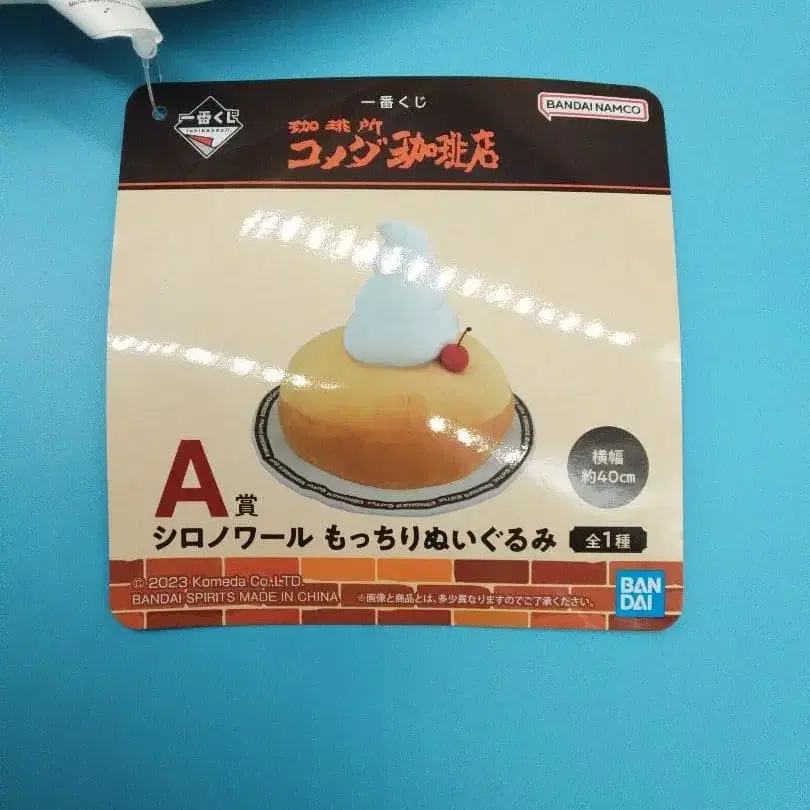 一番くじ
ichibankuji
一番くじ
BANDAI NAMCO
珈琲所
コメダ珈琲店
A賞
横幅
約40cm
シロノワール もっちりぬいぐるみ 全1種
© 2023 Komeda Co.,LTD.
BANDAI SPIRITS MADE IN CHINA ※画像と商品とは、多少異なりますのでご了承ください。
BAN
DAI